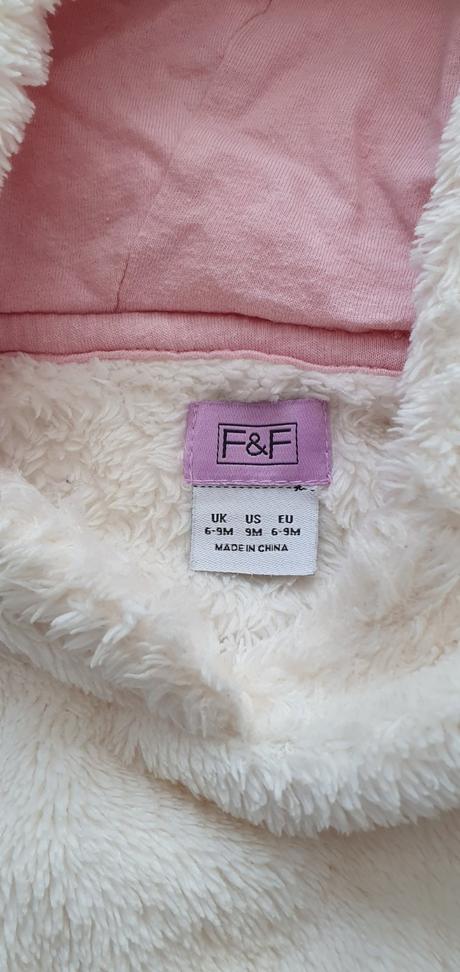 F&F
UK US EU
6-9M 9M 6-9M
MADE IN CHINA